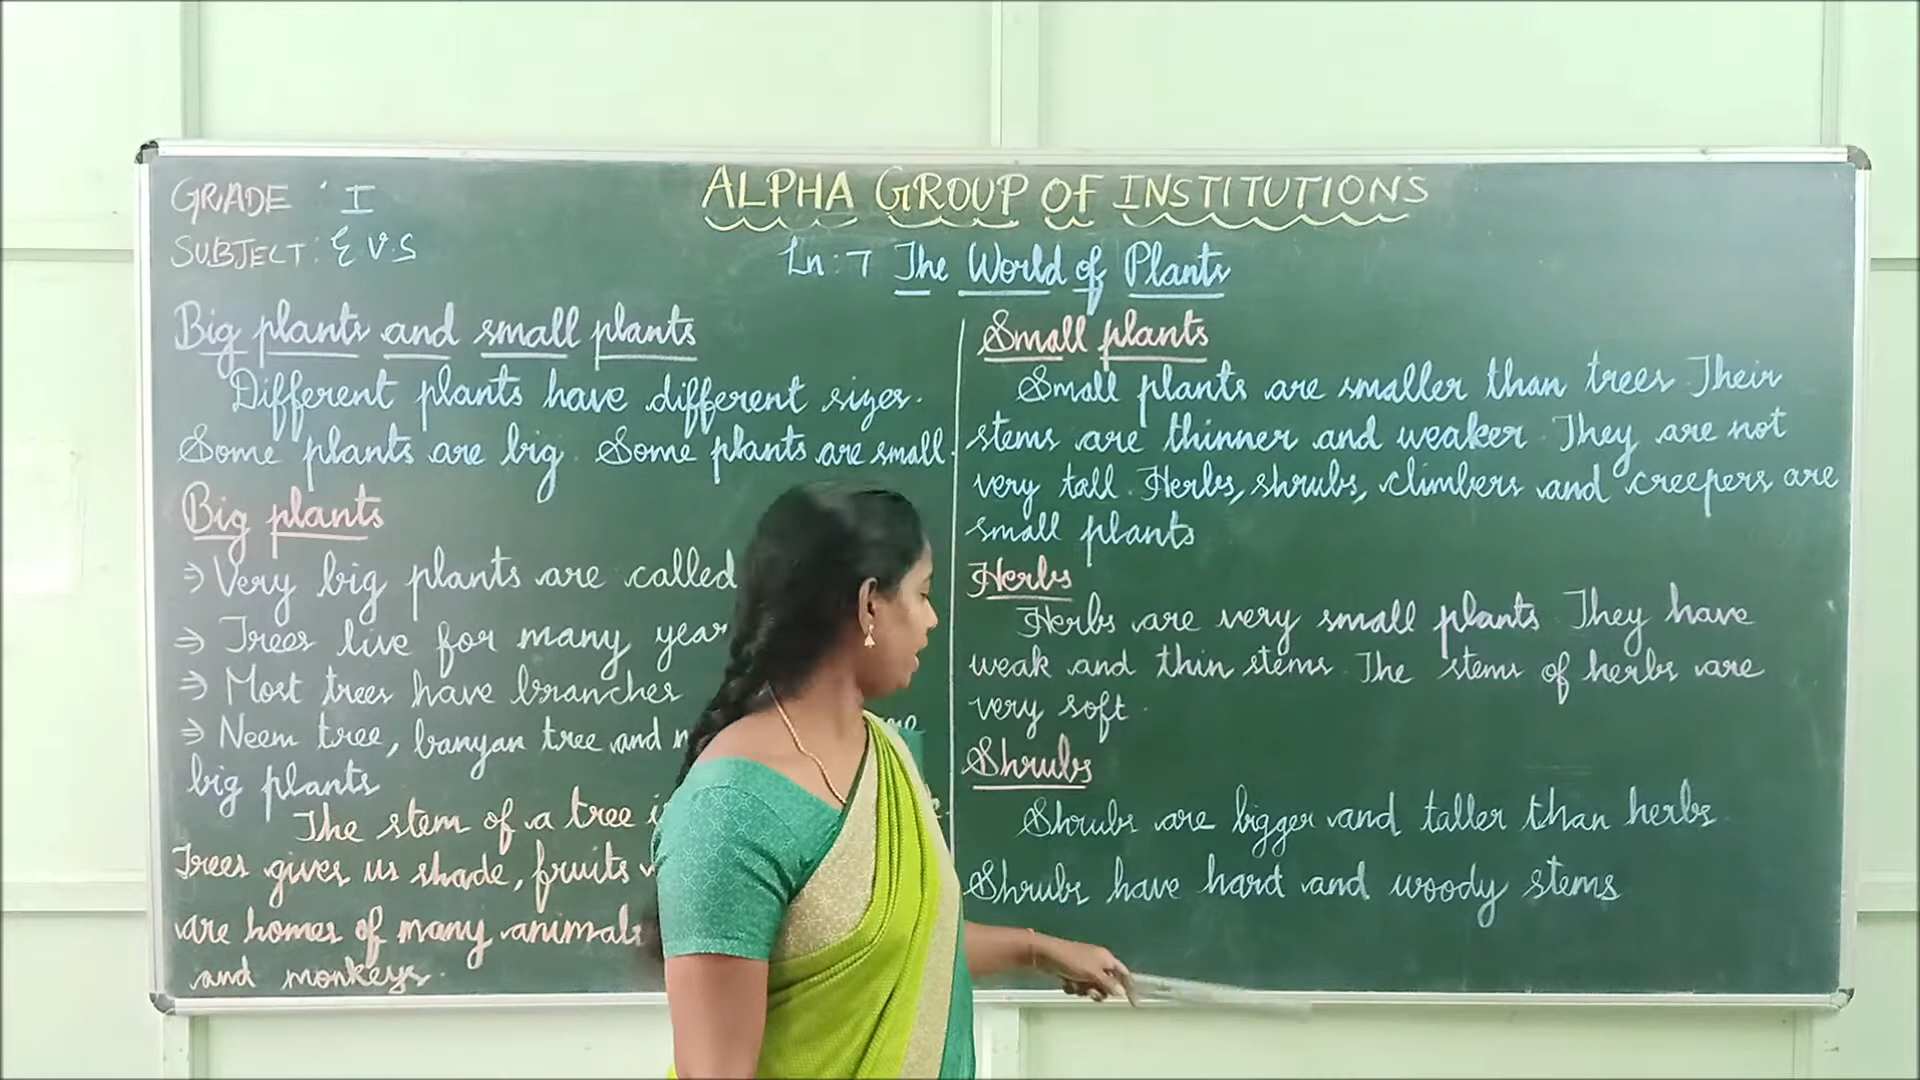 GRADE : I
SUBJECT: EVS
ALPHA GROUP OF INSTITUTIONS
Ln:7 The World of Plants
Big plants and small plants
Different plants have different sizes.
Some plants are big. Some plants are small.
Big plants
⇒ Very big plants are called
⇒ Trees live for many
⇒ Most trees have branches
⇒ Neem tree, banyan tree and
big plants
The stem of a tree
Trees gives us shade, fruits
are homes of many animals
and monkeys.
Small plants
Small plants are smaller than trees Their
stems are thinner and weaker They are not
very tall. Herbs, shrubs, climbers and creepers are
small plants
Herbs
Herbs are very small plants They have
weak and thin stems. The stems of herbs are
very soft.
Shrubs
Shrubs are bigger and taller than herbs
Shrubs have hard and woody stems